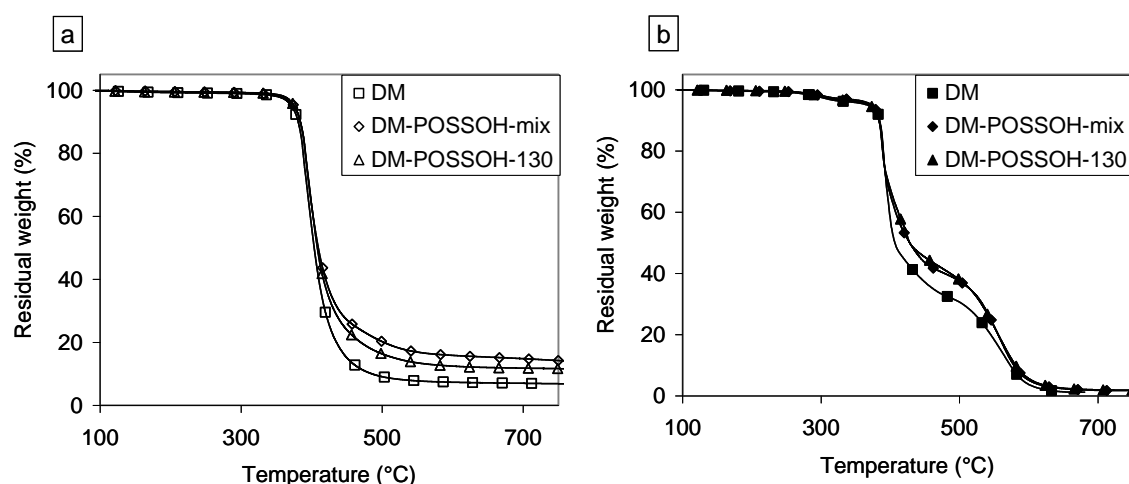 a
Residual weight (%)
100
80
60
40
20
0
DM
DM-POSSOH-mix
DM-POSSOH-130
100
300
500
700
Temperature (°C)
b
Residual weight (%)
100
80
60
40
20
0
DM
DM-POSSOH-mix
DM-POSSOH-130
100
300
500
700
Temperature (°C)